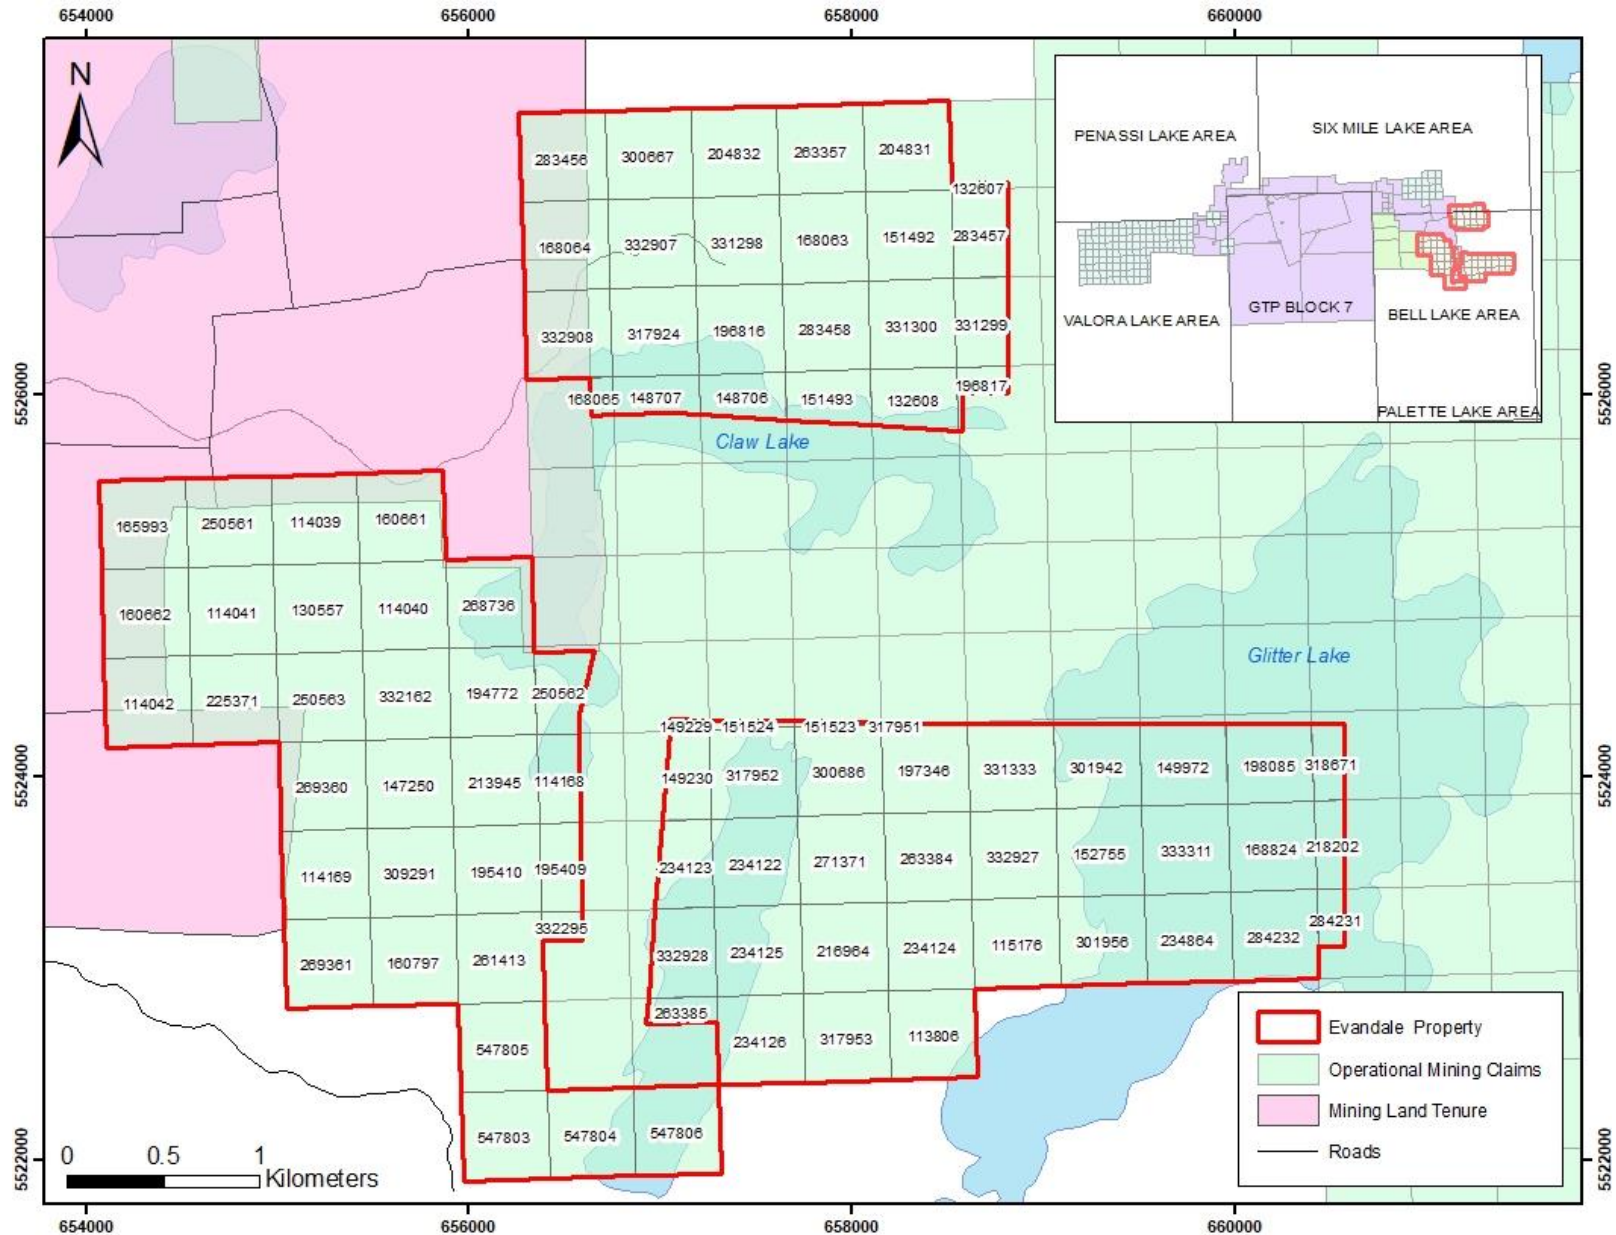 654000 656000 658000 660000
N
PENASSI LAKE AREA SIX MILE LAKE AREA
VALORA LAKE AREA GTP BLOCK 7 BELL LAKE AREA
PALETTE LAKE AREA
283456 300667 204832 263357 204831
132607
168064 332907 331298 168063 151492 283457
332908 317924 196816 283458 331300 331299
196817
168065 148707 148706 151493 132608
5526000 5526000
Claw Lake
165993 250561 114039 160661
160662 114041 130557 114040 268736
Glitter Lake
114042 225371 250563 332162 194772 250562
149229 151524 151523 317951
5524000 5524000
269360 147250 213945 114168
149230 317952 300686 197346 331333 301942 149972 198085 318671
114169 309291 195410 195409
234123 234122 271371 263384 332927 152755 333311 168824 218202
332295
284231
269361 160797 261413
332928 234125 216964 234124 115176 301956 234864 284232
263385
547805
234126 317953 113806
547803 547804 547806
5522000 5522000
Evandale Property
Operational Mining Claims
Mining Land Tenure
Roads
0 0.5 1
Kilometers
654000 656000 658000 660000